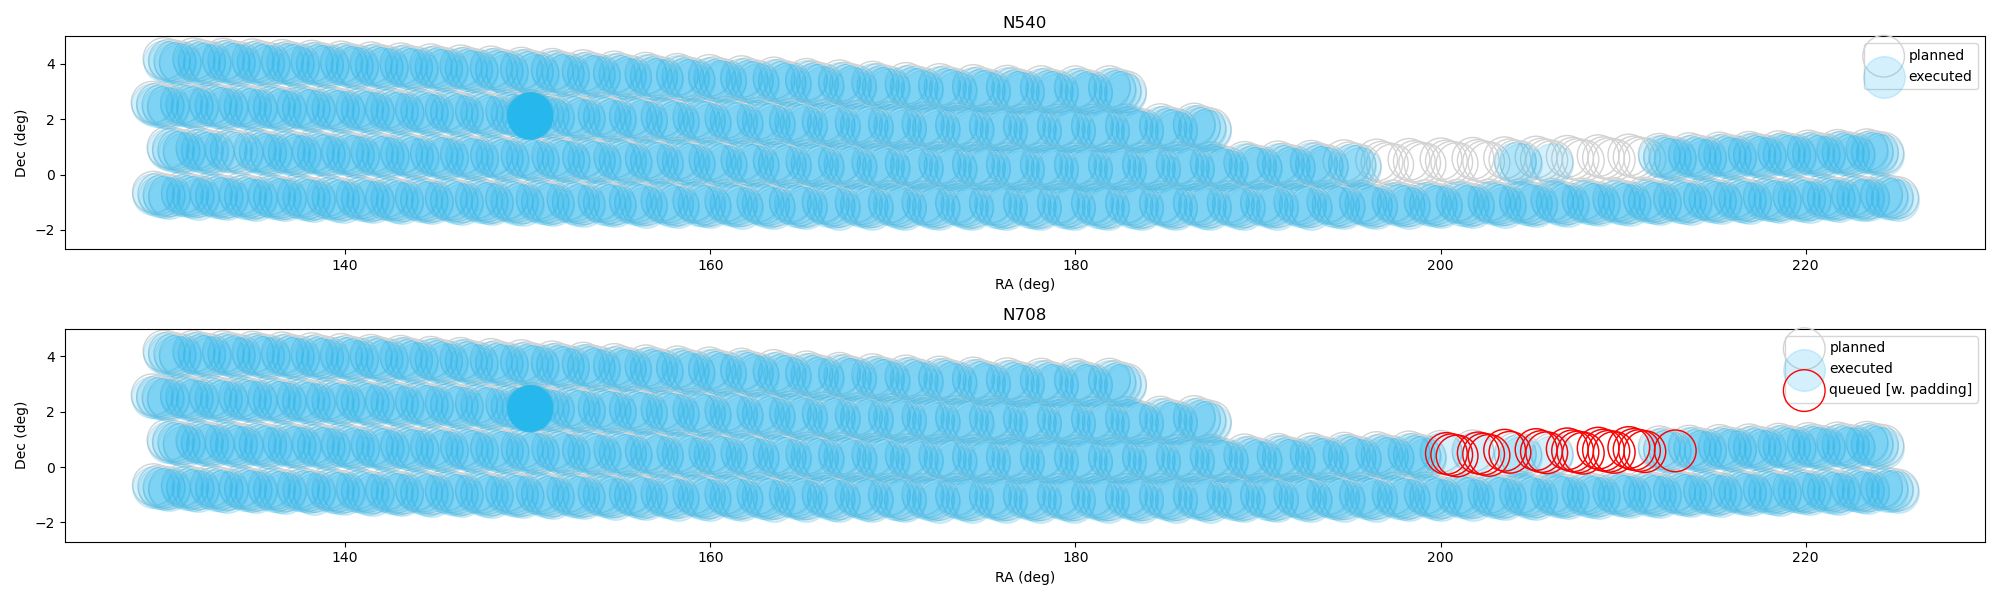 N540
planned
executed
4
2
0
−2
Dec (deg)
140
160
180
200
220
RA (deg)
N708
planned
executed
queued [w. padding]
4
2
0
−2
Dec (deg)
140
160
180
200
220
RA (deg)